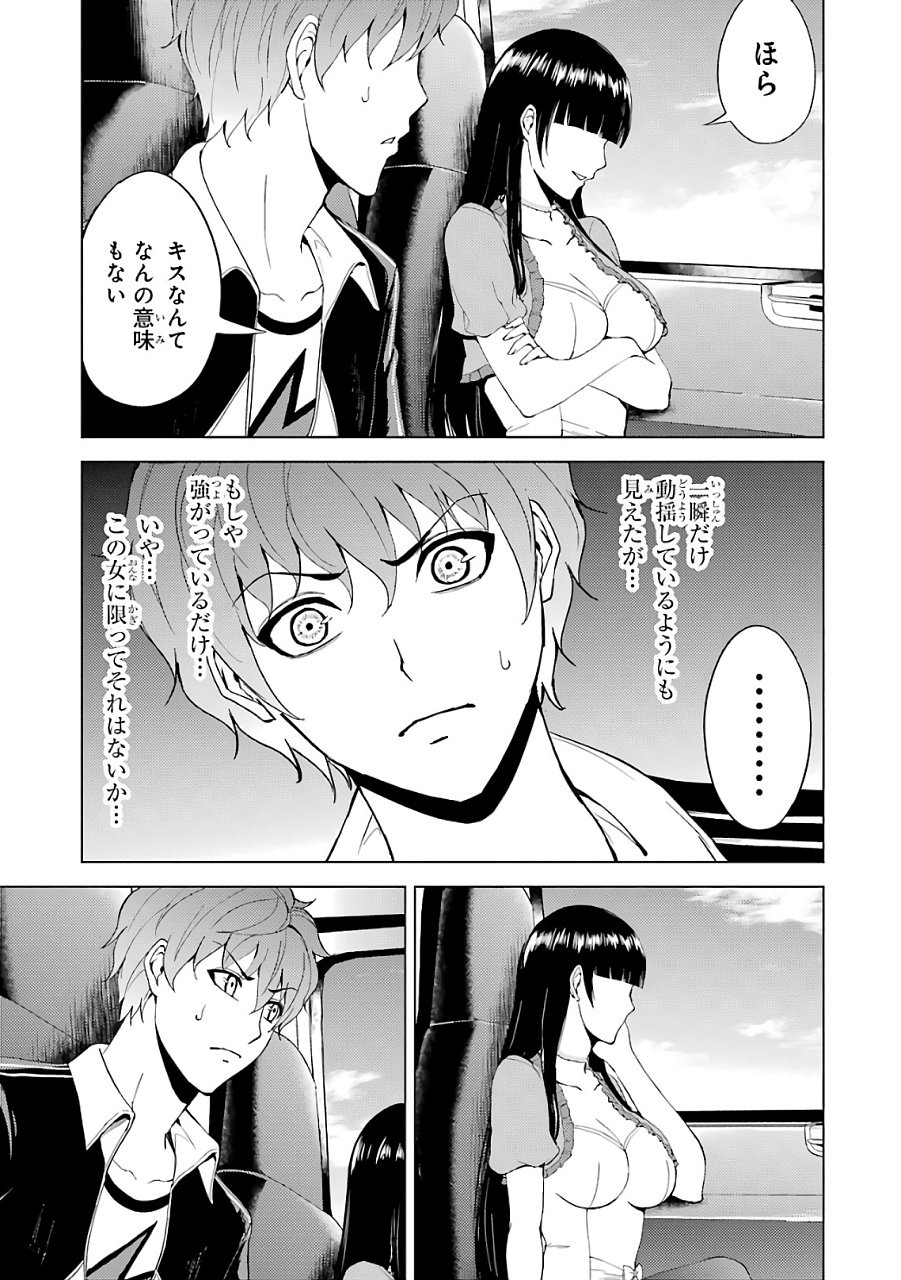 ほら
キスなんて
なんの意味
もない
一瞬だけ
動揺しているようにも
見えたが…
………
もしや
強がっているだけ…
いや…
この女に限ってそれはないか…